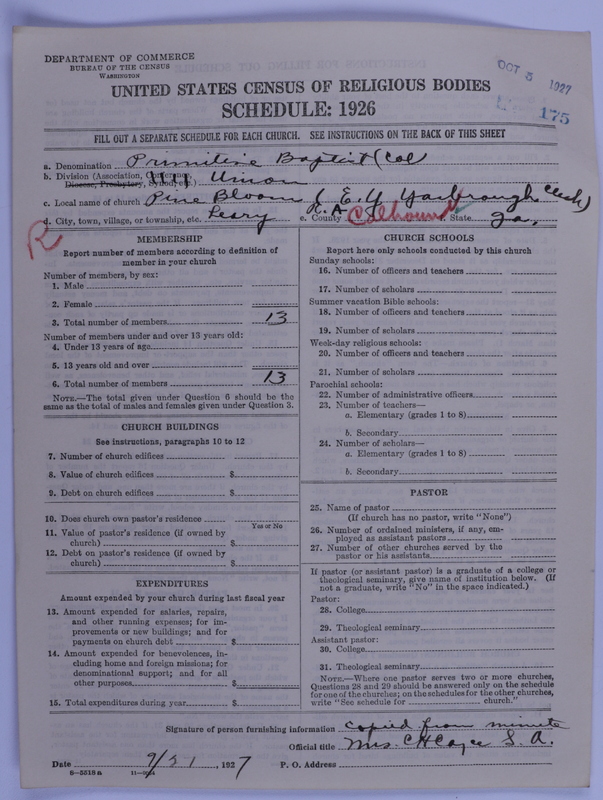 DEPARTMENT OF COMMERCE
BUREAU OF THE CENSUS
WASHINGTON
OCT 5 1927
175
UNITED STATES CENSUS OF RELIGIOUS BODIES
SCHEDULE: 1926
FILL OUT A SEPARATE SCHEDULE FOR EACH CHURCH. SEE INSTRUCTIONS ON THE BACK OF THIS SHEET
a. Denomination Primitive Baptist (Col
b. Division (Association, Conference,
Diocese, Presbytery, Synod, etc.) Union
c. Local name of church Pine Bloom (E. Y. Yarbrough Clerk)
d. City, town, village, or township, etc. Leary R. A e. County Calhoun State Ga.
R
MEMBERSHIP
Report number of members according to definition of
member in your church
Number of members, by sex:
1. Male
2. Female
3. Total number of members 13
Number of members under and over 13 years old:
4. Under 13 years of age
5. 13 years old and over
6. Total number of members 13
NOTE.—The total given under Question 6 should be the
same as the total of males and females given under Question 3.
CHURCH BUILDINGS
See instructions, paragraphs 10 to 12
7. Number of church edifices
8. Value of church edifices $
9. Debt on church edifices $
10. Does church own pastor's residence
Yes or No
11. Value of pastor's residence (if owned by
church) $
12. Debt on pastor's residence (if owned by
church) $
EXPENDITURES
Amount expended by your church during last fiscal year
13. Amount expended for salaries, repairs,
and other running expenses; for im-
provements or new buildings; and for
payments on church debt $
14. Amount expended for benevolences, in-
cluding home and foreign missions; for
denominational support; and for all
other purposes $
15. Total expenditures during year $
CHURCH SCHOOLS
Report here only schools conducted by this church
Sunday schools:
16. Number of officers and teachers
17. Number of scholars
Summer vacation Bible schools:
18. Number of officers and teachers
19. Number of scholars
Week-day religious schools:
20. Number of officers and teachers
21. Number of scholars
Parochial schools:
22. Number of administrative officers
23. Number of teachers—
a. Elementary (grades 1 to 8)
b. Secondary
24. Number of scholars—
a. Elementary (grades 1 to 8)
b. Secondary
PASTOR
25. Name of pastor
(If church has no pastor, write "None")
26. Number of ordained ministers, if any, em-
ployed as assistant pastors
27. Number of other churches served by the
pastor or his assistants
If pastor (or assistant pastor) is a graduate of a college or
theological seminary, give name of institution below. (If
not a graduate, write "No" in the space indicated.)
Pastor:
28. College
29. Theological seminary
Assistant pastor:
30. College
31. Theological seminary
NOTE.—Where one pastor serves two or more churches,
Questions 28 and 29 should be answered only on the schedule
for one of the churches; on the schedules for the other churches,
write "See schedule for church."
Signature of person furnishing information copied from minute
Official title Mrs. C H Cayce S. A.
Date 9/21, 1927 P. O. Address